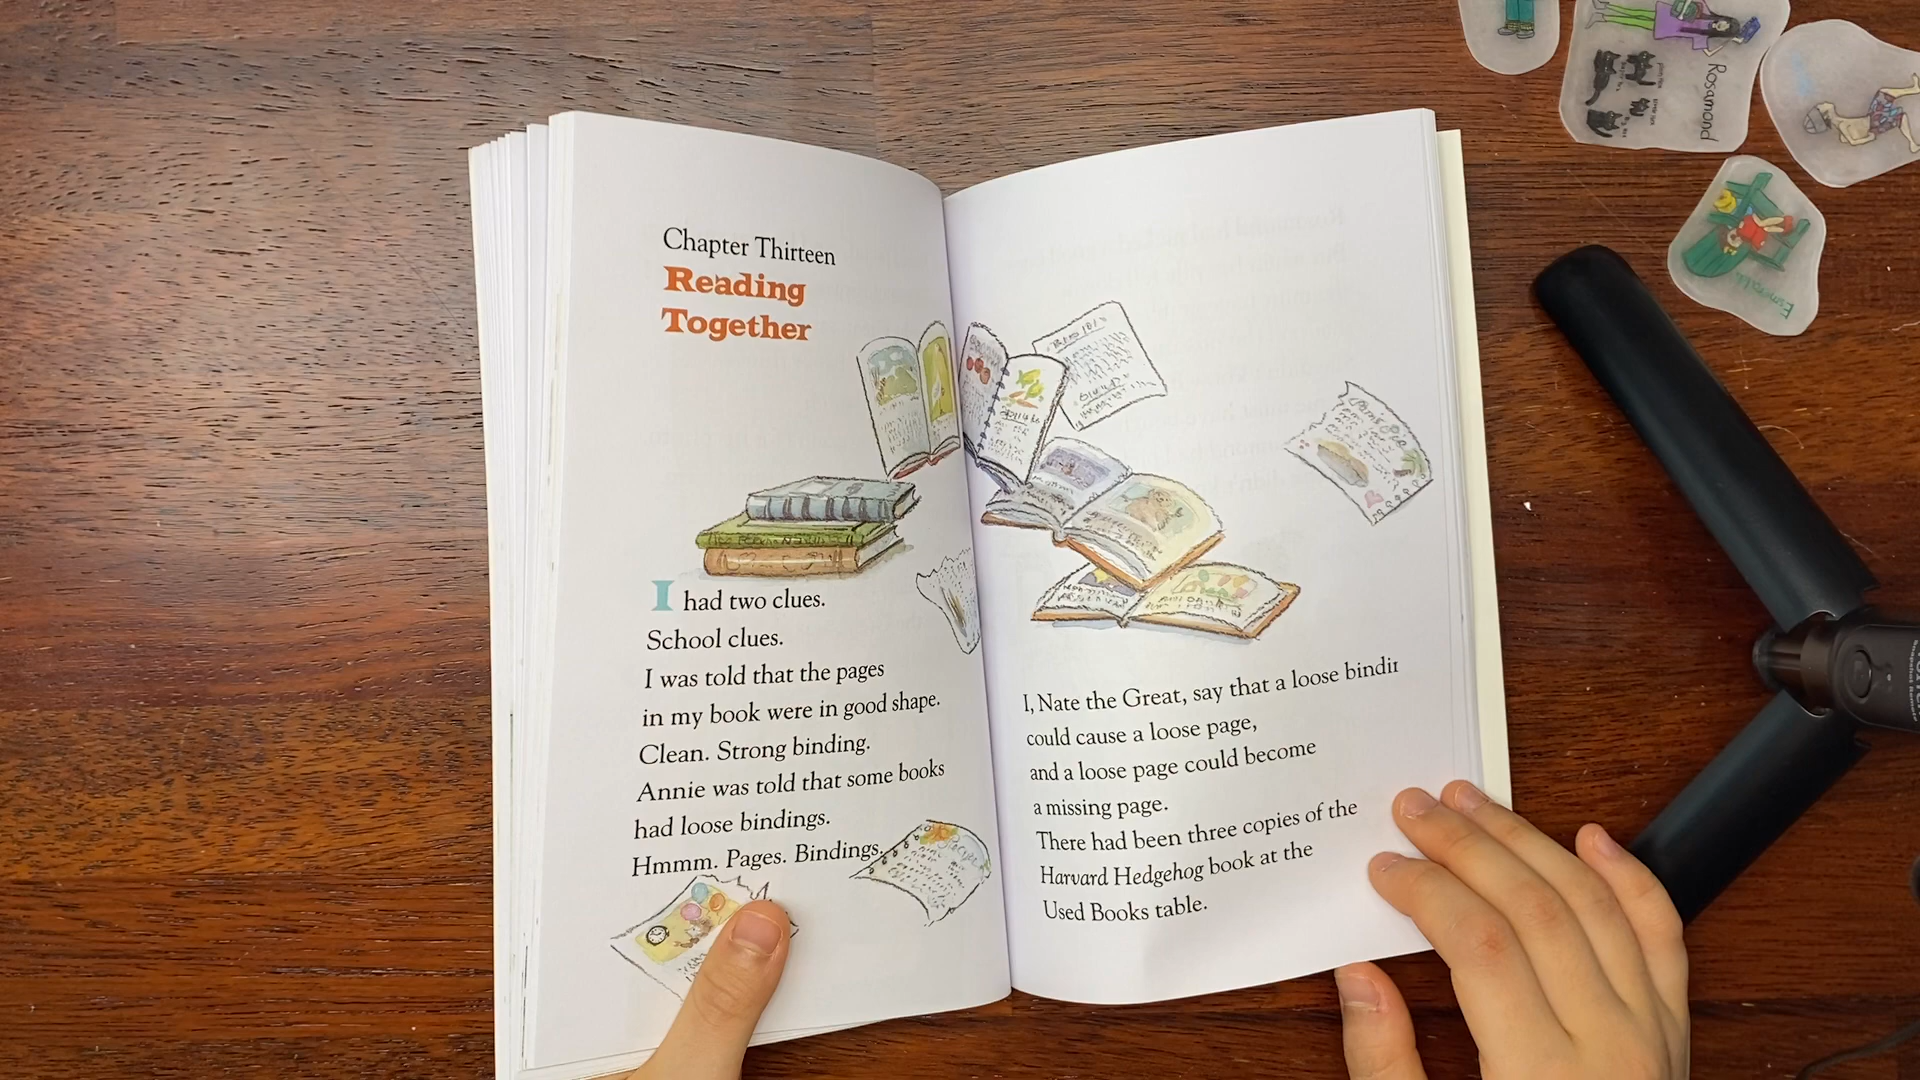 Chapter Thirteen
Reading
Together
I had two clues.
School clues.
I was told that the pages
in my book were in good shape.
Clean. Strong binding.
Annie was told that some books
had loose bindings.
Hmmm. Pages. Bindings.
I, Nate the Great, say that a loose bindin
could cause a loose page,
and a loose page could become
a missing page.
There had been three copies of the
Harvard Hedgehog book at the
Used Books table.
Rosamond
Esmeralda